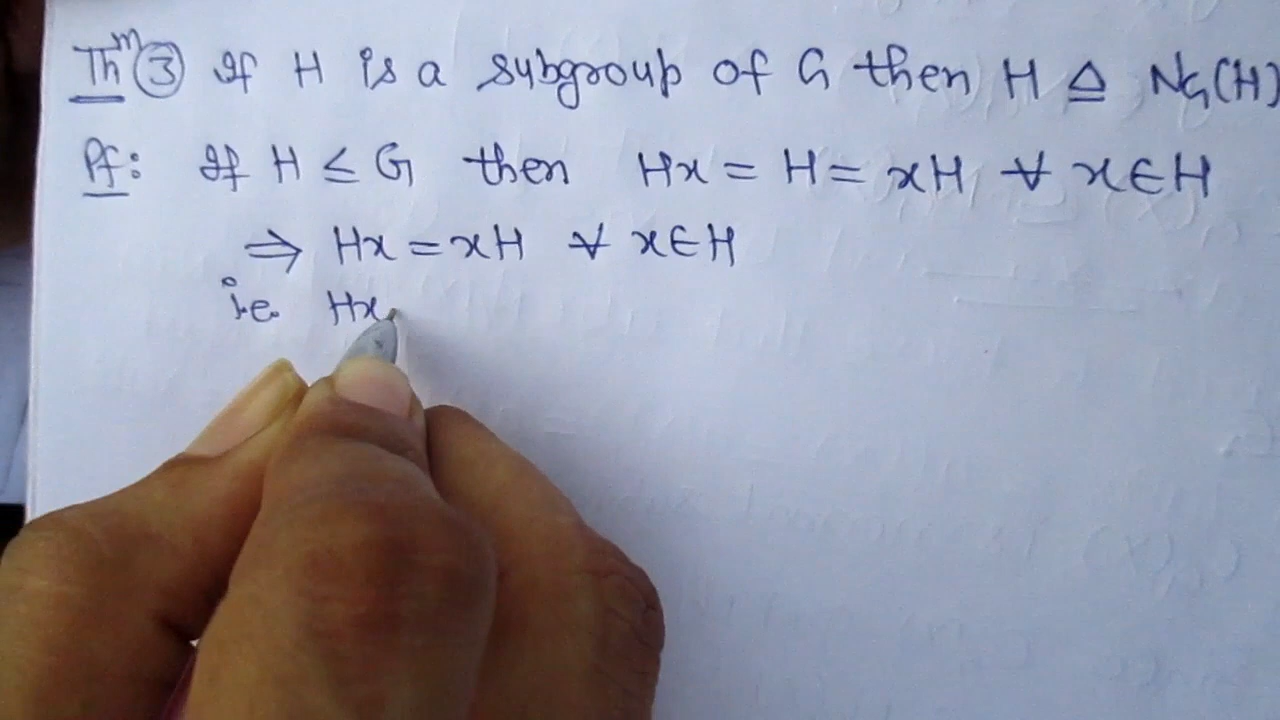 Thm ③ If H is a subgroup of G then H ⊴ NG(H)
Pf: If H ≤ G then Hx = H = xH ∀ x∈H
⇒ Hx = xH ∀ x∈H
i.e. Hx